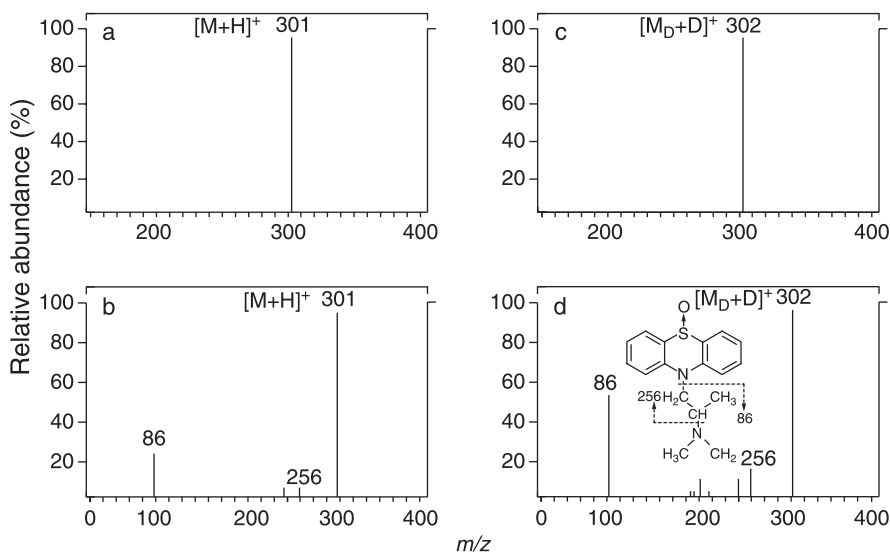 Relative abundance (%)
a
[M+H]+ 301
100
80
60
40
20
200 300 400
c
[MD+D]+ 302
100
80
60
40
20
200 300 400
b
[M+H]+ 301
100
80
60
40
20
86
256
0 100 200 300 400
d
[MD+D]+ 302
100
80
60
40
20
86
O
S
N
256 H2C CH3
CH 86
N
H3C CH2
256
0 100 200 300 400
m/z